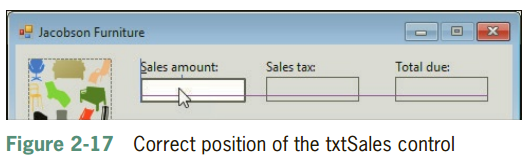 Jacobson Furniture
Sales amount: Sales tax: Total due:
Figure 2-17 Correct position of the txtSales control